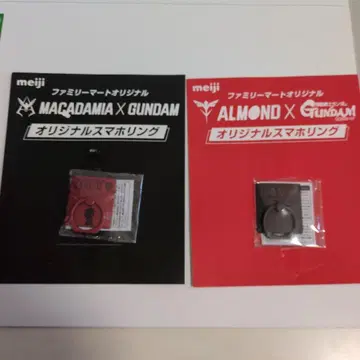 meiji
ファミリーマートオリジナル
MACADAMIA X GUNDAM
オリジナルスマホリング
meiji
ファミリーマートオリジナル
ALMOND X GUNDAM
オリジナルスマホリング